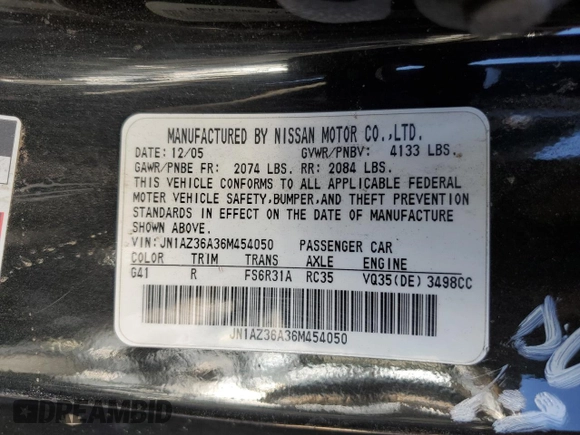 MANUFACTURED BY NISSAN MOTOR CO.,LTD.
DATE: 12/05 GVWR/PNBV: 4133 LBS.
GAWR/PNBE FR: 2074 LBS. RR: 2084 LBS.
THIS VEHICLE CONFORMS TO ALL APPLICABLE FEDERAL
MOTOR VEHICLE SAFETY,BUMPER,AND THEFT PREVENTION
STANDARDS IN EFFECT ON THE DATE OF MANUFACTURE
SHOWN ABOVE.
VIN: JN1AZ36A36M454050 PASSENGER CAR
COLOR TRIM TRANS AXLE ENGINE
G41 R FS6R31A RC35 VQ35(DE) 3498CC
JN1AZ36A36M454050
DREAMBID